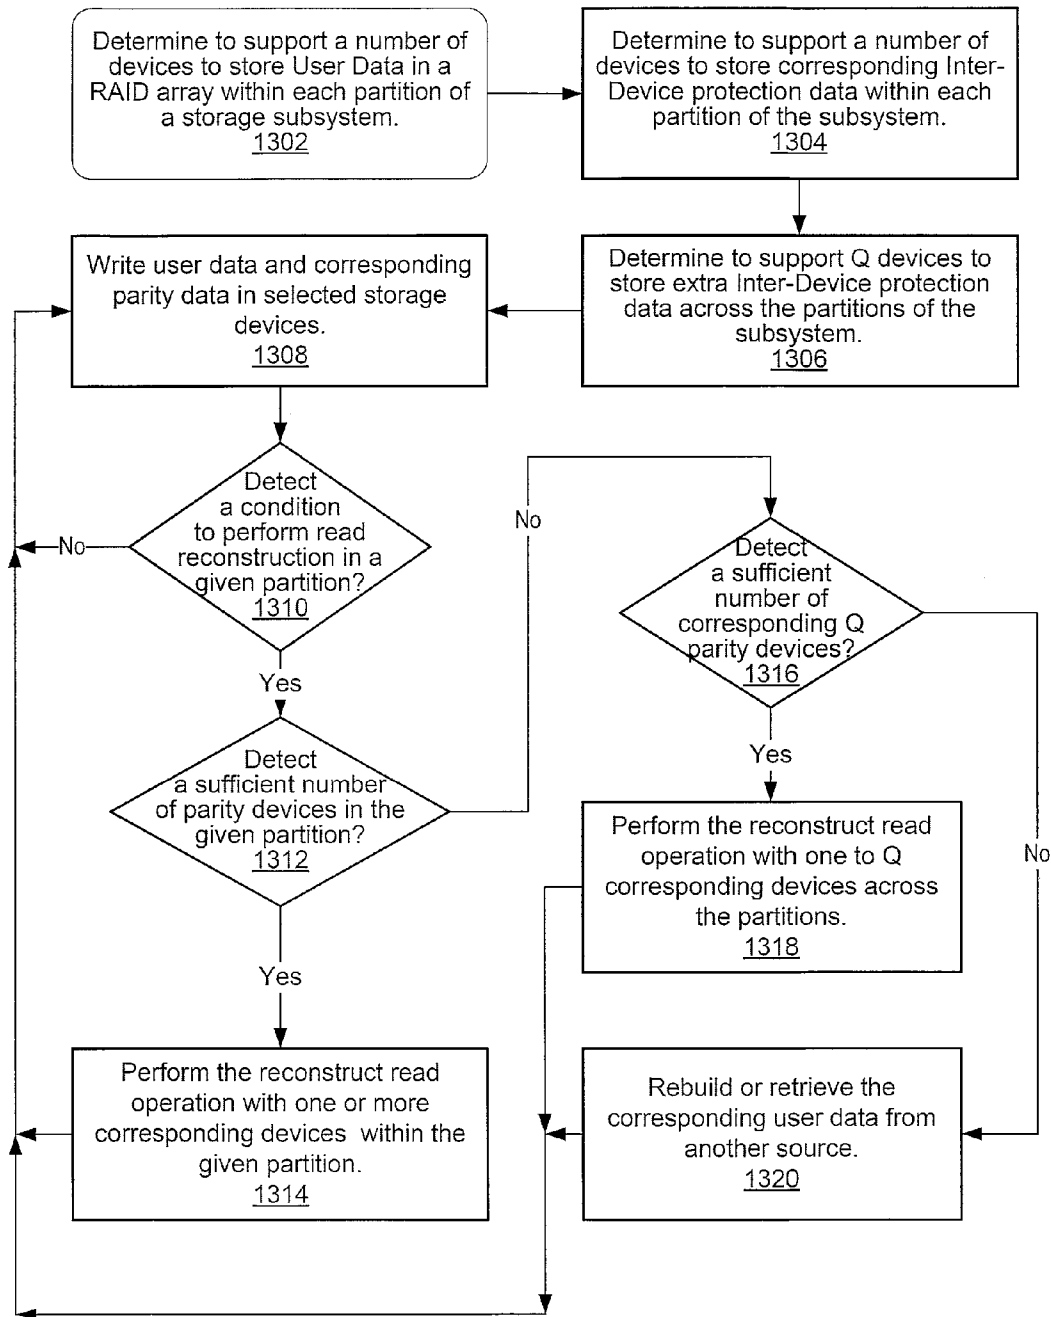 Determine to support a number of
devices to store User Data in a
RAID array within each partition of
a storage subsystem.
1302
Determine to support a number of
devices to store corresponding Inter-
Device protection data within each
partition of the subsystem.
1304
Determine to support Q devices to
store extra Inter-Device protection
data across the partitions of the
subsystem.
1306
Write user data and corresponding
parity data in selected storage
devices.
1308
Detect
a condition
to perform read
reconstruction in a
given partition?
1310
No
Yes
Detect
a sufficient number
of parity devices in the
given partition?
1312
No
Yes
Perform the reconstruct read
operation with one or more
corresponding devices within the
given partition.
1314
Detect
a sufficient
number of
corresponding Q
parity devices?
1316
Yes
No
Perform the reconstruct read
operation with one to Q
corresponding devices across
the partitions.
1318
Rebuild or retrieve the
corresponding user data from
another source.
1320